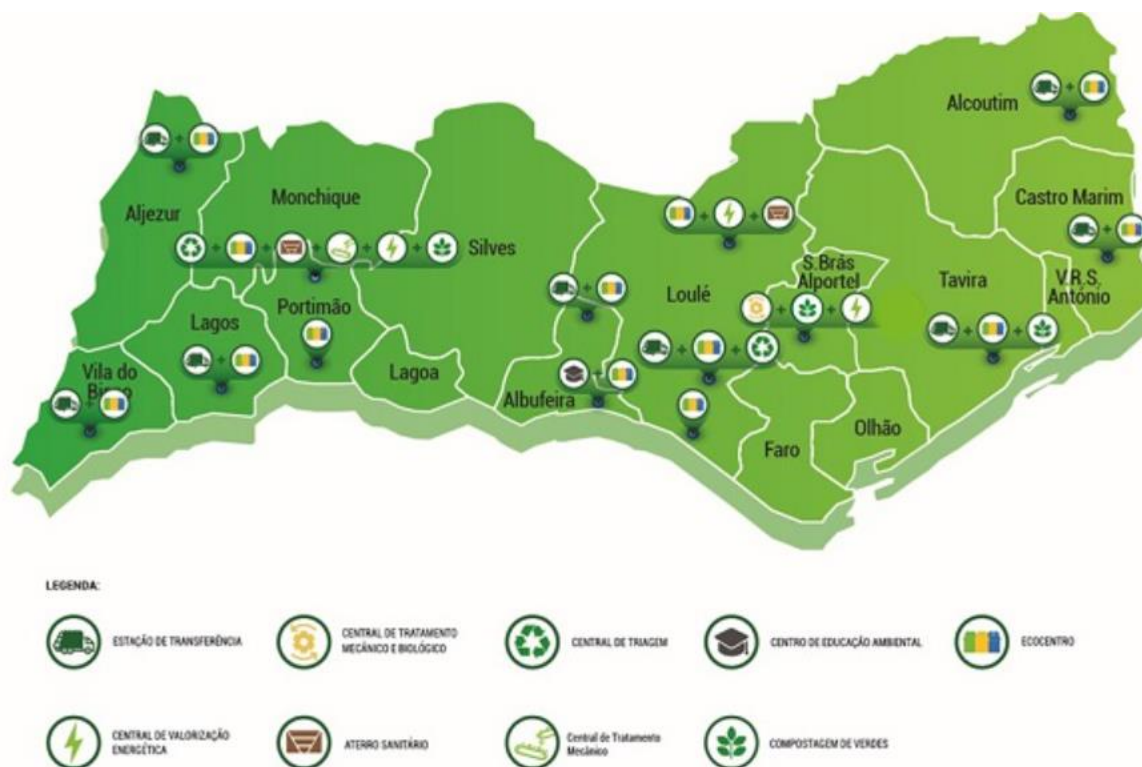 Alcoutim
Castro Marim
Monchique
Aljezur
Silves
Loulé
S.Brás
Alportel
Tavira
V.R.S.
António
Portimão
Lagos
Vila do
Lagoa
Albufeira
Olhão
Faro
LEGENDA:
ESTAÇÃO DE TRANSFERÊNCIA
CENTRAL DE TRATAMENTO
MECÂNICO E BIOLÓGICO
CENTRAL DE TRIAGEM
CENTRO DE EDUCAÇÃO AMBIENTAL
ECOCENTRO
CENTRAL DE VALORIZAÇÃO
ENERGÉTICA
ATERRO SANITÁRIO
Central de Tratamento
Mecânico
COMPOSTAGEM DE VERDES